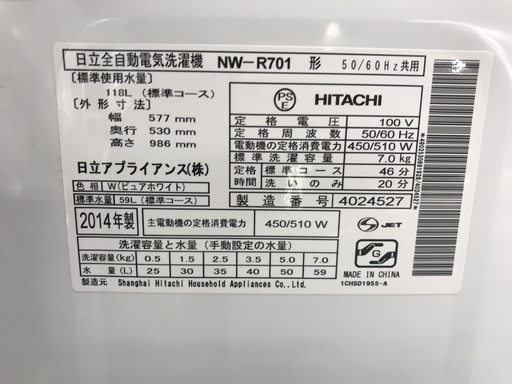 日立全自動電気洗濯機 NW-R701 形 50/60Hz共用
[標準使用水量]
118L (標準コース)
[外形寸法]
幅 577 mm
奥行 530 mm
高さ 986 mm
日立アプライアンス(株)
色相 W(ピュアホワイト)
標準水量 59L (標準コース)
PS E HITACHI
定格電圧 100 V
定格周波数 50/60 Hz
電動機の定格消費電力 450/510 W
標準洗濯容量 7.0 kg
定格時間 標準コース 46分
洗いのみ 20分
製造番号 4024527
2014年製 主電動機の定格消費電力 450/510 W
S JET
洗濯容量と水量 (手動設定の水量)
洗濯容量(kg) 0.5 1.5 2.5 3.5 5.0 7.0
水量(L) 25 30 35 40 50 59
製造元 Shanghai Hitachi Household Appliances Co.,Ltd.
G
MADE IN CHINA
1CHSD1955-A